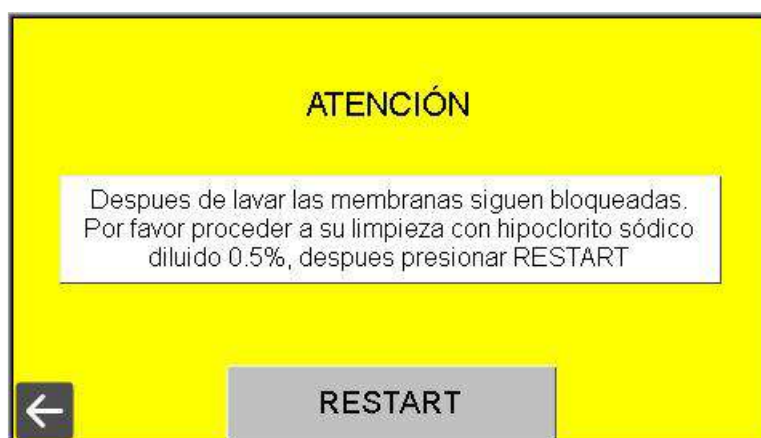 ATENCIÓN
Despues de lavar las membranas siguen bloqueadas.
Por favor proceder a su limpieza con hipoclorito sódico
diluido 0.5%, despues presionar RESTART
RESTART